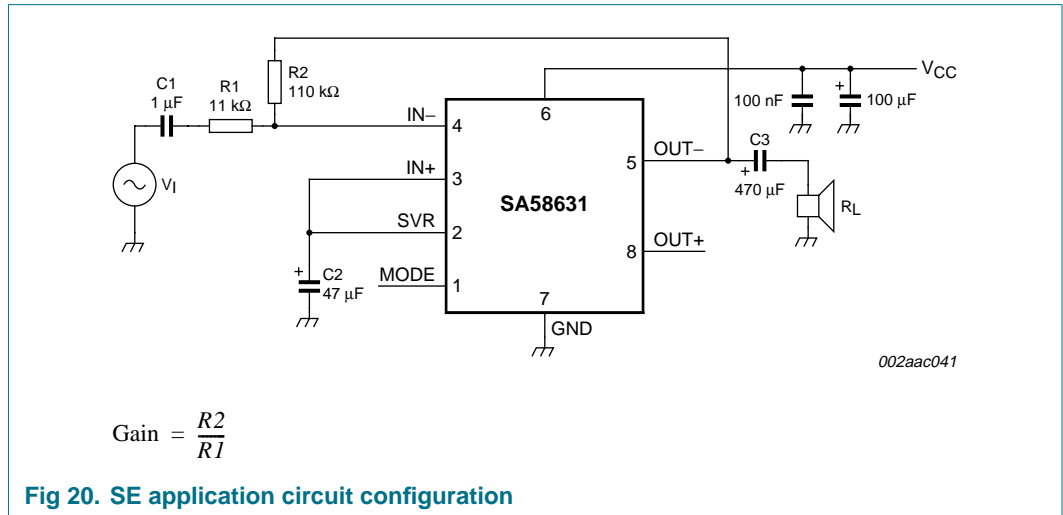 C1
1 μF
R1
11 kΩ
R2
110 kΩ
VI
IN−
4
IN+
3
SVR
2
C2
47 μF
+
MODE
1
SA58631
6
5
OUT−
8
OUT+
7
GND
VCC
100 nF
+
100 μF
C3
+
470 μF
RL
002aac041
Gain = R2
R1
Fig 20. SE application circuit configuration